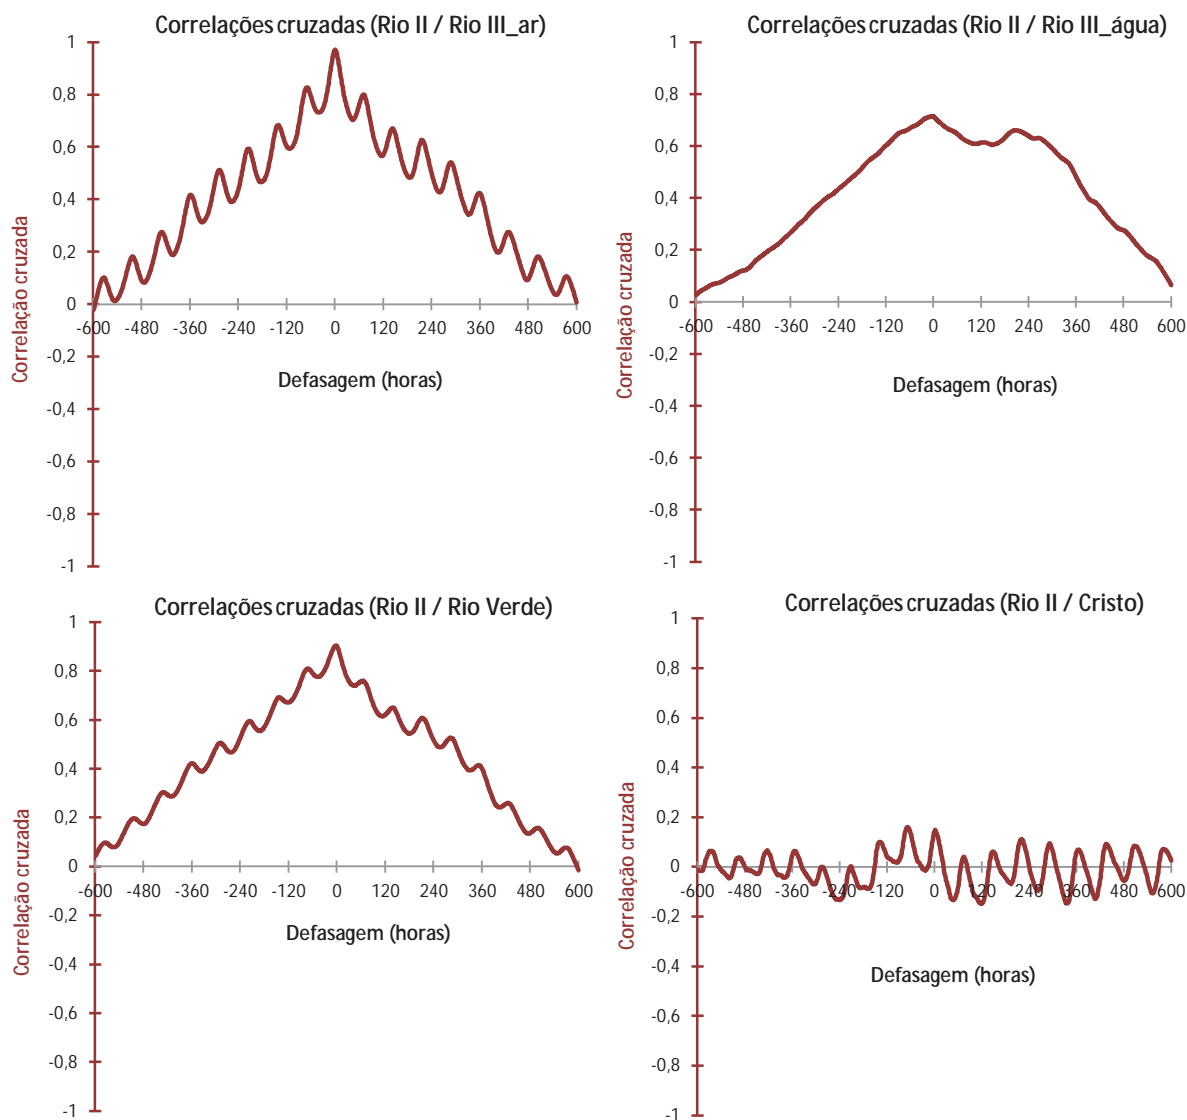 Correlações cruzadas (Rio II / Rio III_ar)
1
0,8
0,6
0,4
0,2
0
-0,2
-0,4
-0,6
-0,8
-1
-600 -480 -360 -240 -120 0 120 240 360 480 600
Correlação cruzada
Defasagem (horas)
Correlações cruzadas (Rio II / Rio III_água)
1
0,8
0,6
0,4
0,2
0
-0,2
-0,4
-0,6
-0,8
-1
-600 -480 -360 -240 -120 0 120 240 360 480 600
Correlação cruzada
Defasagem (horas)
Correlações cruzadas (Rio II / Rio Verde)
1
0,8
0,6
0,4
0,2
0
-0,2
-0,4
-0,6
-0,8
-1
-600 -480 -360 -240 -120 0 120 240 360 480 600
Correlação cruzada
Defasagem (horas)
Correlações cruzadas (Rio II / Cristo)
1
0,8
0,6
0,4
0,2
0
-0,2
-0,4
-0,6
-0,8
-1
-600 -480 -360 -240 -120 0 120 240 360 480 600
Correlação cruzada
Defasagem (horas)